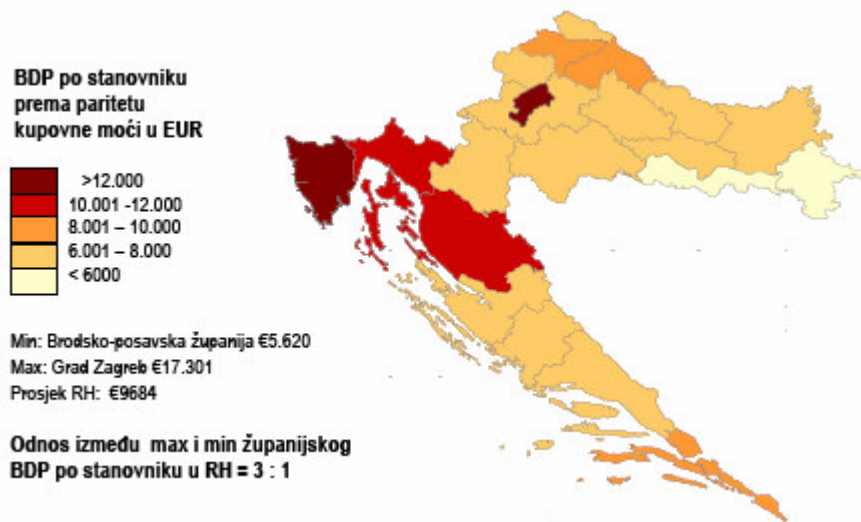 BDP po stanovniku
prema paritetu
kupovne moći u EUR
>12.000
10.001 -12.000
8.001 – 10.000
6.001 – 8.000
< 6000
Min: Brodsko-posavska županija €5.620
Max: Grad Zagreb €17.301
Prosjek RH: €9684
Odnos između max i min županijskog
BDP po stanovniku u RH = 3 : 1